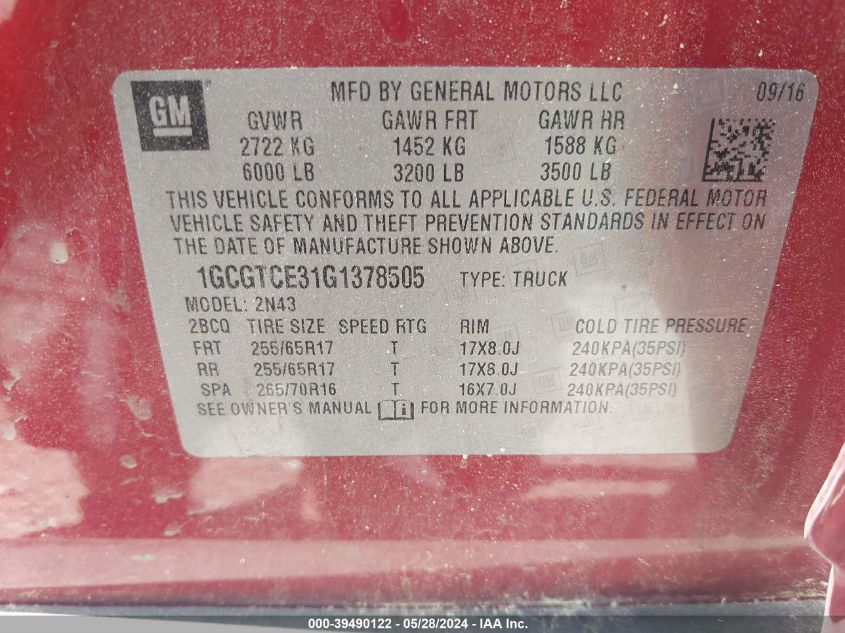 GM MFD BY GENERAL MOTORS LLC 09/16
GVWR GAWR FRT GAWR RR
2722 KG 1452 KG 1588 KG
6000 LB 3200 LB 3500 LB
THIS VEHICLE CONFORMS TO ALL APPLICABLE U.S. FEDERAL MOTOR
VEHICLE SAFETY AND THEFT PREVENTION STANDARDS IN EFFECT ON
THE DATE OF MANUFACTURE SHOWN ABOVE.
1GCGTCE31G1378505 TYPE: TRUCK
MODEL: 2N43
2BCQ TIRE SIZE SPEED RTG RIM COLD TIRE PRESSURE
FRT 255/65R17 T 17X8.0J 240KPA(35PSI)
RR 255/65R17 T 17X8.0J 240KPA(35PSI)
SPA 265/70R16 T 16X7.0J 240KPA(35PSI)
SEE OWNER'S MANUAL i FOR MORE INFORMATION.
000-39490122 - 05/28/2024 - IAA Inc.